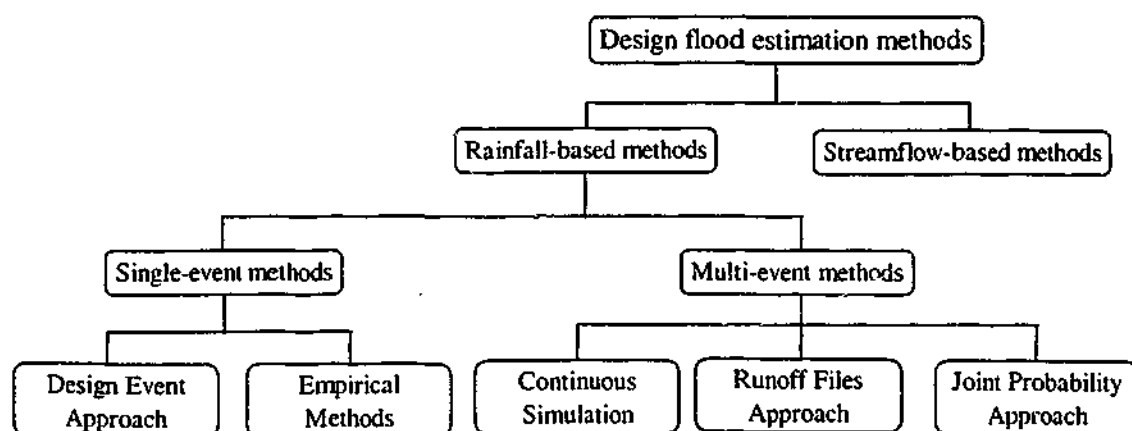 Design flood estimation methods
Rainfall-based methods
Streamflow-based methods
Single-event methods
Multi-event methods
Design Event
Approach
Empirical
Methods
Continuous
Simulation
Runoff Files
Approach
Joint Probability
Approach